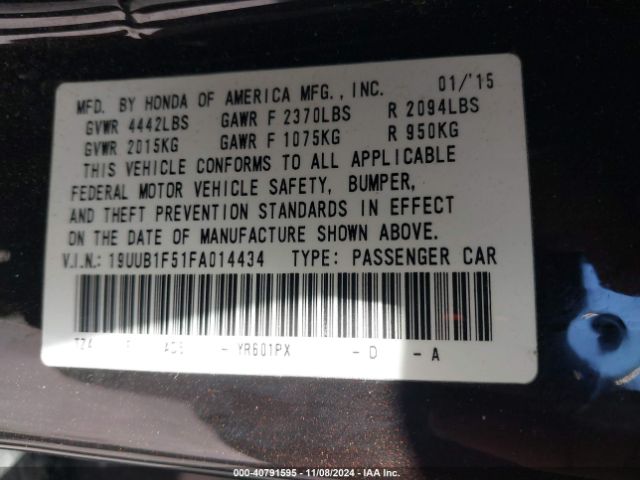 MFD. BY HONDA OF AMERICA MFG., INC. 01/'15
GVWR 4442LBS GAWR F 2370LBS R 2094LBS
GVWR 2015KG GAWR F 1075KG R 950KG
THIS VEHICLE CONFORMS TO ALL APPLICABLE
FEDERAL MOTOR VEHICLE SAFETY, BUMPER,
AND THEFT PREVENTION STANDARDS IN EFFECT
ON THE DATE OF MANUFACTURE SHOWN ABOVE.
V.I.N.: 19UUB1F51FA014434 TYPE: PASSENGER CAR
- YR601PX - D - A
000-40791595 - 11/08/2024 - IAA Inc.